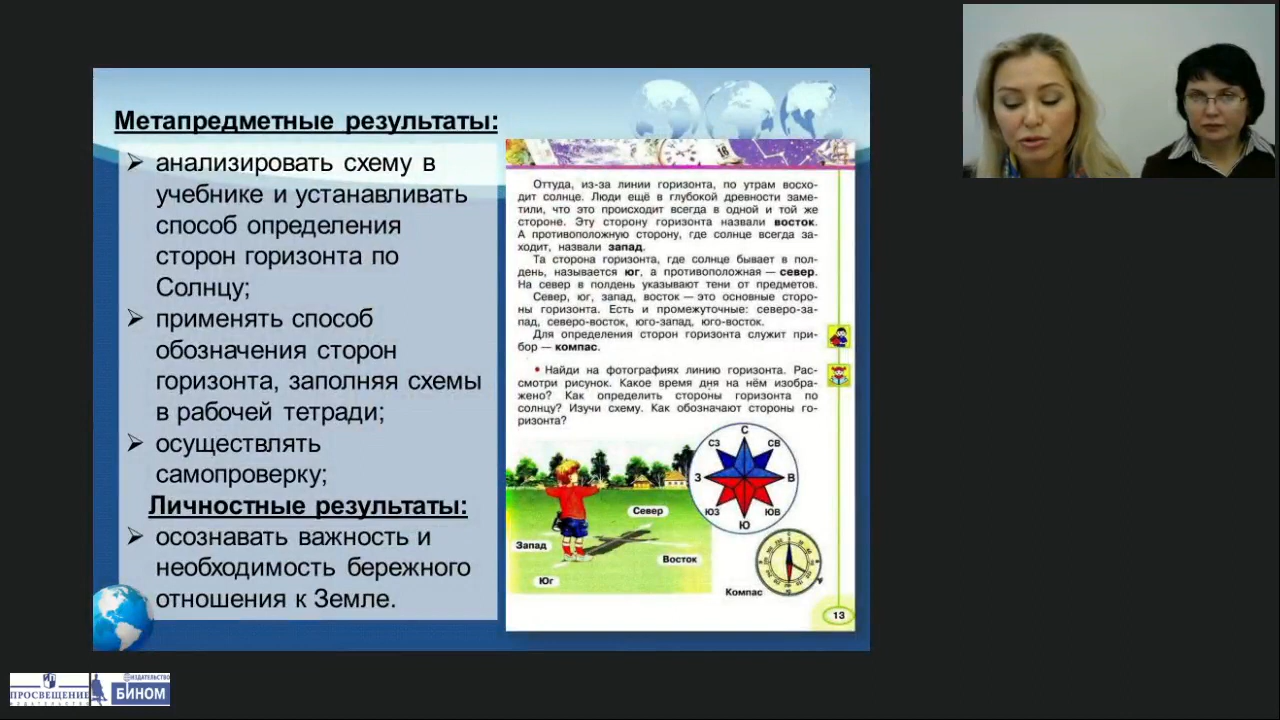 Метапредметные результаты:
➢ анализировать схему в
учебнике и устанавливать
способ определения
сторон горизонта по
Солнцу;
➢ применять способ
обозначения сторон
горизонта, заполняя схемы
в рабочей тетради;
➢ осуществлять
самопроверку;
Личностные результаты:
➢ осознавать важность и
необходимость бережного
отношения к Земле.
Оттуда, из-за линии горизонта, по утрам восхо-
дит солнце. Люди ещё в глубокой древности заме-
тили, что это происходит всегда в одной и той же
стороне. Эту сторону горизонта назвали восток.
А противоположную сторону, где солнце всегда за-
ходит, назвали запад.
Та сторона горизонта, где солнце бывает в пол-
день, называется юг, а противоположная — север.
На север в полдень указывают тени от предметов.
Север, юг, запад, восток — это основные сторо-
ны горизонта. Есть и промежуточные: северо-за-
пад, северо-восток, юго-запад, юго-восток.
Для определения сторон горизонта служит при-
бор — компас.
• Найди на фотографиях линию горизонта. Рас-
смотри рисунок. Какое время дня на нём изобра-
жено? Как определить стороны горизонта по
солнцу? Изучи схему. Как обозначают стороны го-
ризонта?
С
СЗ СВ
З В
ЮЗ ЮВ
Ю
Север
Запад
Восток
Юг
Компас
13
ПРОСВЕЩЕНИЕ
ИЗДАТЕЛЬСТВО
ИЗДАТЕЛЬСТВО
БИНОМ